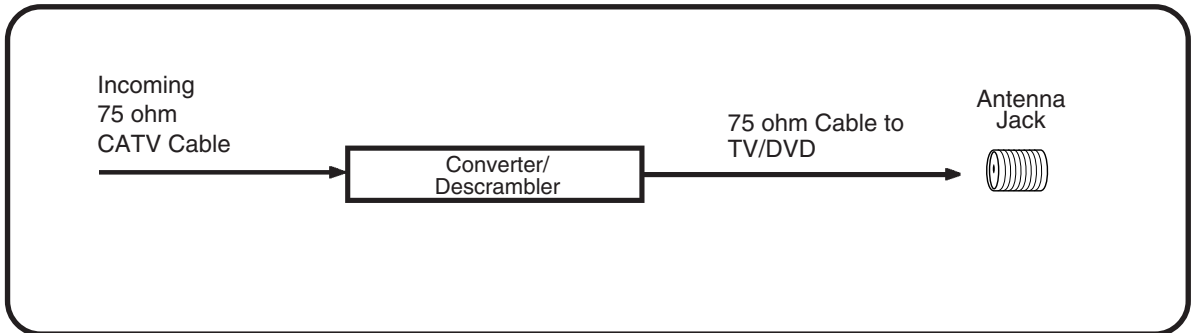 Incoming
75 ohm
CATV Cable
Converter/
Descrambler
75 ohm Cable to
TV/DVD
Antenna
Jack